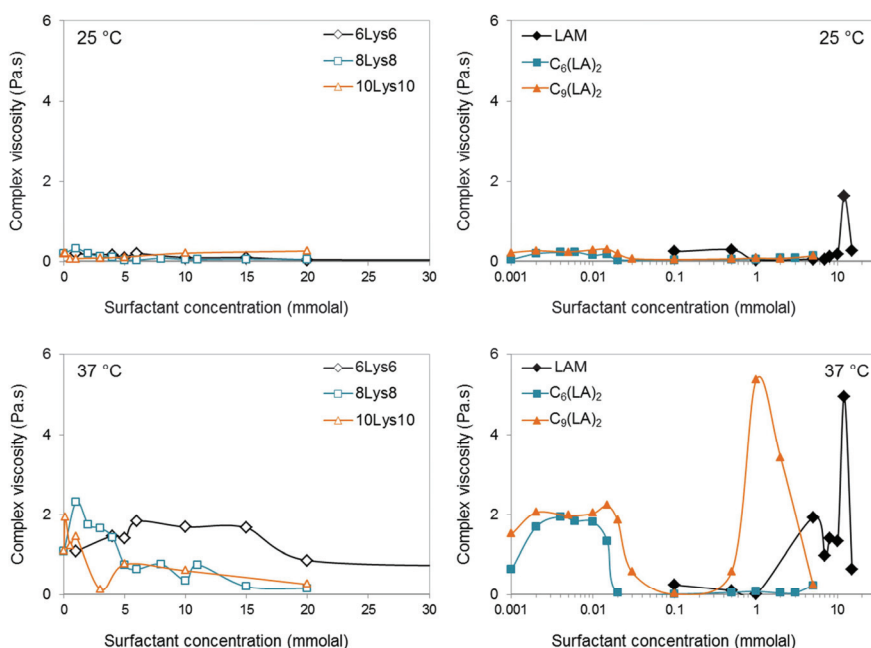 6
4
2
0
25 °C
6Lys6
8Lys8
10Lys10
Complex viscosity (Pa.s)
0 5 10 15 20 25 30
Surfactant concentration (mmolal)
6
4
2
0
LAM
C₆(LA)₂
C₉(LA)₂
25 °C
Complex viscosity (Pa.s)
0.001 0.01 0.1 1 10
Surfactant concentration (mmolal)
6
4
2
0
37 °C
6Lys6
8Lys8
10Lys10
Complex viscosity (Pa.s)
0 5 10 15 20 25 30
Surfactant concentration (mmolal)
6
4
2
0
LAM
C₆(LA)₂
C₉(LA)₂
37 °C
Complex viscosity (Pa.s)
0.001 0.01 0.1 1 10
Surfactant concentration (mmolal)